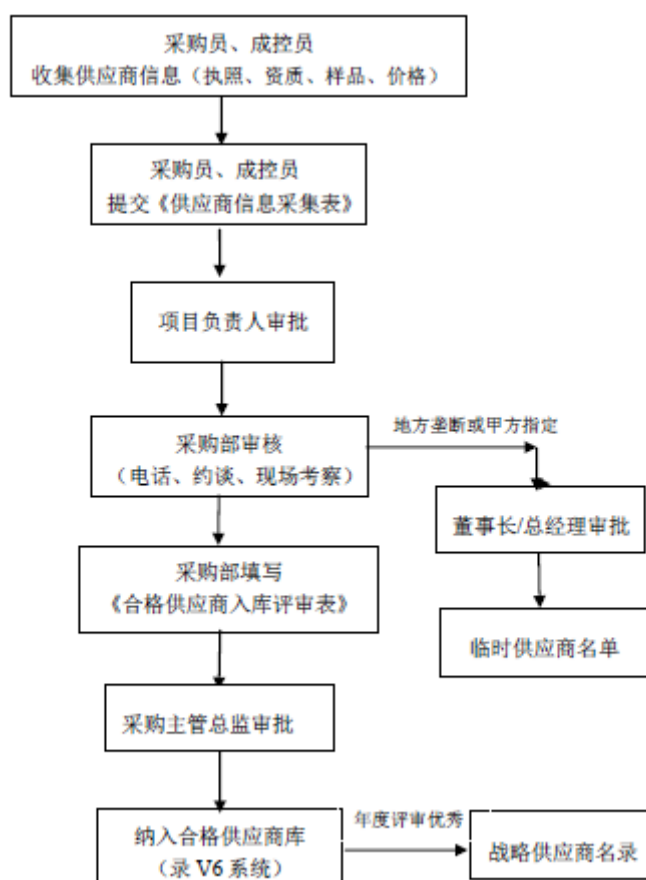 采购员、成控员
收集供应商信息（执照、资质、样品、价格）
采购员、成控员
提交《供应商信息采集表》
项目负责人审批
采购部审核
（电话、约谈、现场考察）
地方垄断或甲方指定
董事长/总经理审批
采购部填写
《合格供应商入库评审表》
临时供应商名单
采购主管总监审批
纳入合格供应商库
（录 V6 系统）
年度评审优秀
战略供应商名录